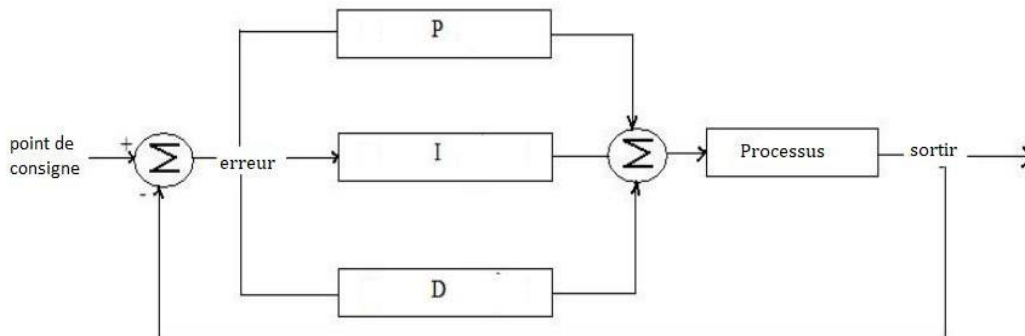 P
point de
consigne
+
Σ
-
erreur
I
Σ
Processus
sortir
D